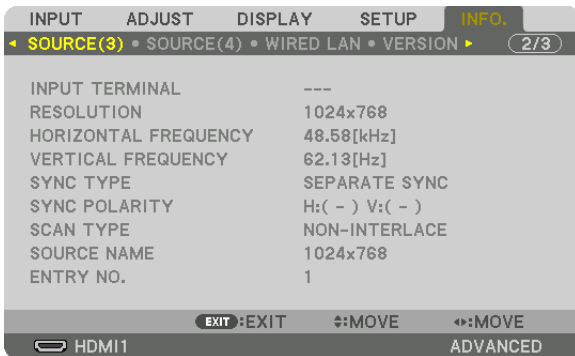 INPUT ADJUST DISPLAY SETUP INFO.
◄ SOURCE(3) • SOURCE(4) • WIRED LAN • VERSION ► 2/3
INPUT TERMINAL ---
RESOLUTION 1024x768
HORIZONTAL FREQUENCY 48.58[kHz]
VERTICAL FREQUENCY 62.13[Hz]
SYNC TYPE SEPARATE SYNC
SYNC POLARITY H:( - ) V:( - )
SCAN TYPE NON-INTERLACE
SOURCE NAME 1024x768
ENTRY NO. 1
EXIT :EXIT ♦:MOVE ◂▸:MOVE
HDMI1 ADVANCED